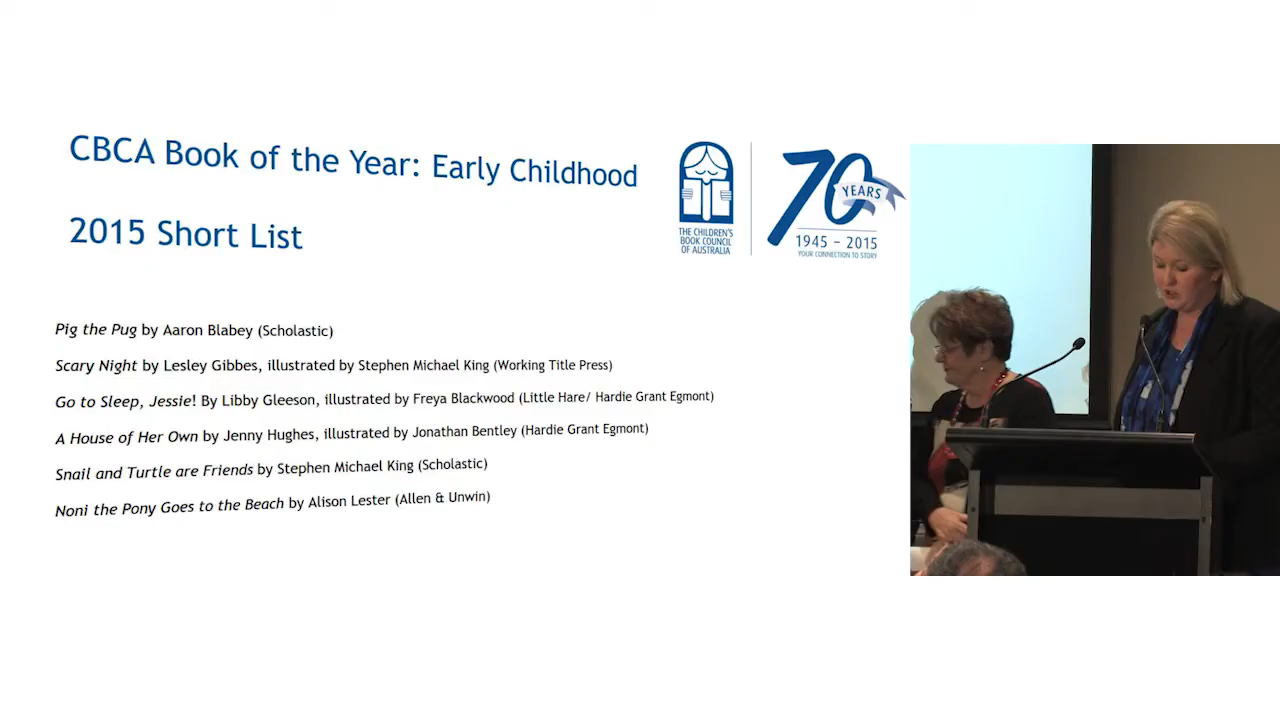 CBCA Book of the Year: Early Childhood
2015 Short List
THE CHILDREN'S
BOOK COUNCIL
OF AUSTRALIA
70
YEARS
1945 – 2015
YOUR CONNECTION TO STORY
Pig the Pug by Aaron Blabey (Scholastic)
Scary Night by Lesley Gibbes, illustrated by Stephen Michael King (Working Title Press)
Go to Sleep, Jessie! By Libby Gleeson, illustrated by Freya Blackwood (Little Hare/ Hardie Grant Egmont)
A House of Her Own by Jenny Hughes, illustrated by Jonathan Bentley (Hardie Grant Egmont)
Snail and Turtle are Friends by Stephen Michael King (Scholastic)
Noni the Pony Goes to the Beach by Alison Lester (Allen & Unwin)